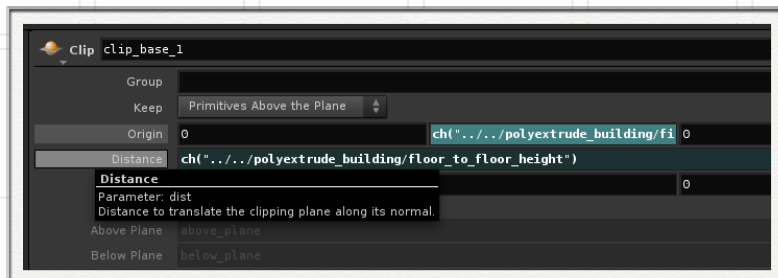 Clip clip_base_1
Group
Keep Primitives Above the Plane
Origin 0 ch("../../polyextrude_building/fi 0
Distance ch("../../polyextrude_building/floor_to_floor_height")
Distance
0
Parameter: dist
Distance to translate the clipping plane along its normal.
Above Plane above_plane
Below Plane below_plane